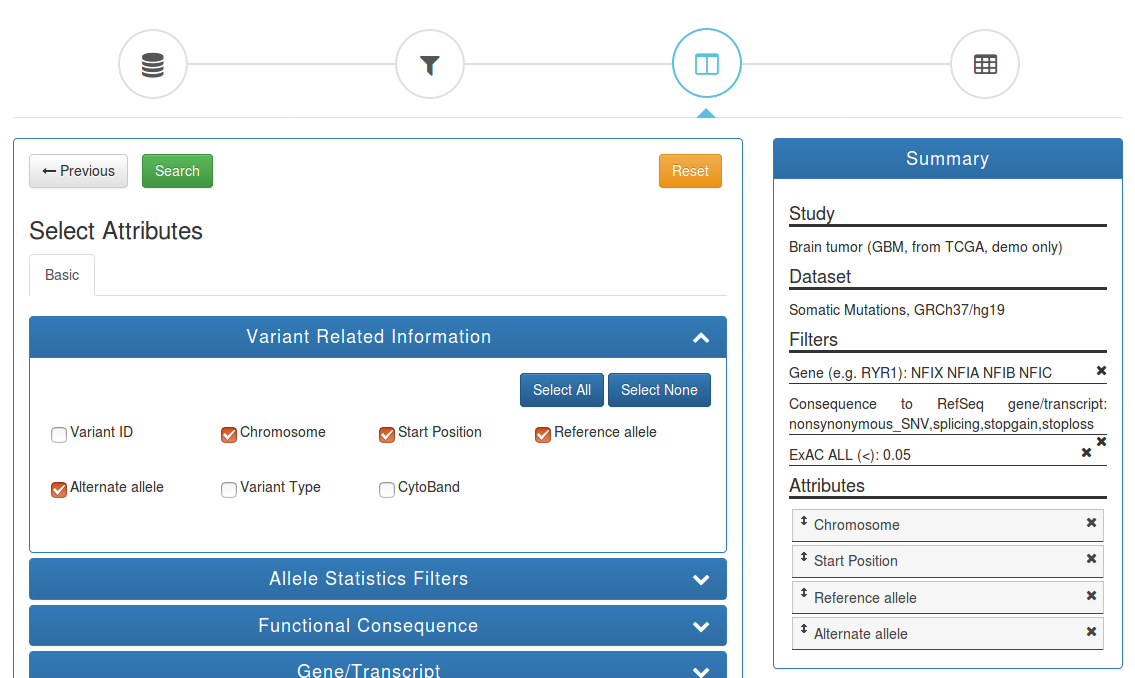 Previous
Search
Reset
Select Attributes
Basic
Variant Related Information
Select All
Select None
Variant ID
Chromosome
Start Position
Reference allele
Alternate allele
Variant Type
CytoBand
Allele Statistics Filters
Functional Consequence
Gene/Transcript
Summary
Study
Brain tumor (GBM, from TCGA, demo only)
Dataset
Somatic Mutations, GRCh37/hg19
Filters
Gene (e.g. RYR1): NFIX NFIA NFIB NFIC
Consequence to RefSeq gene/transcript:
nonsynonymous_SNV,splicing,stopgain,stoploss
ExAC ALL (<): 0.05
Attributes
Chromosome
Start Position
Reference allele
Alternate allele